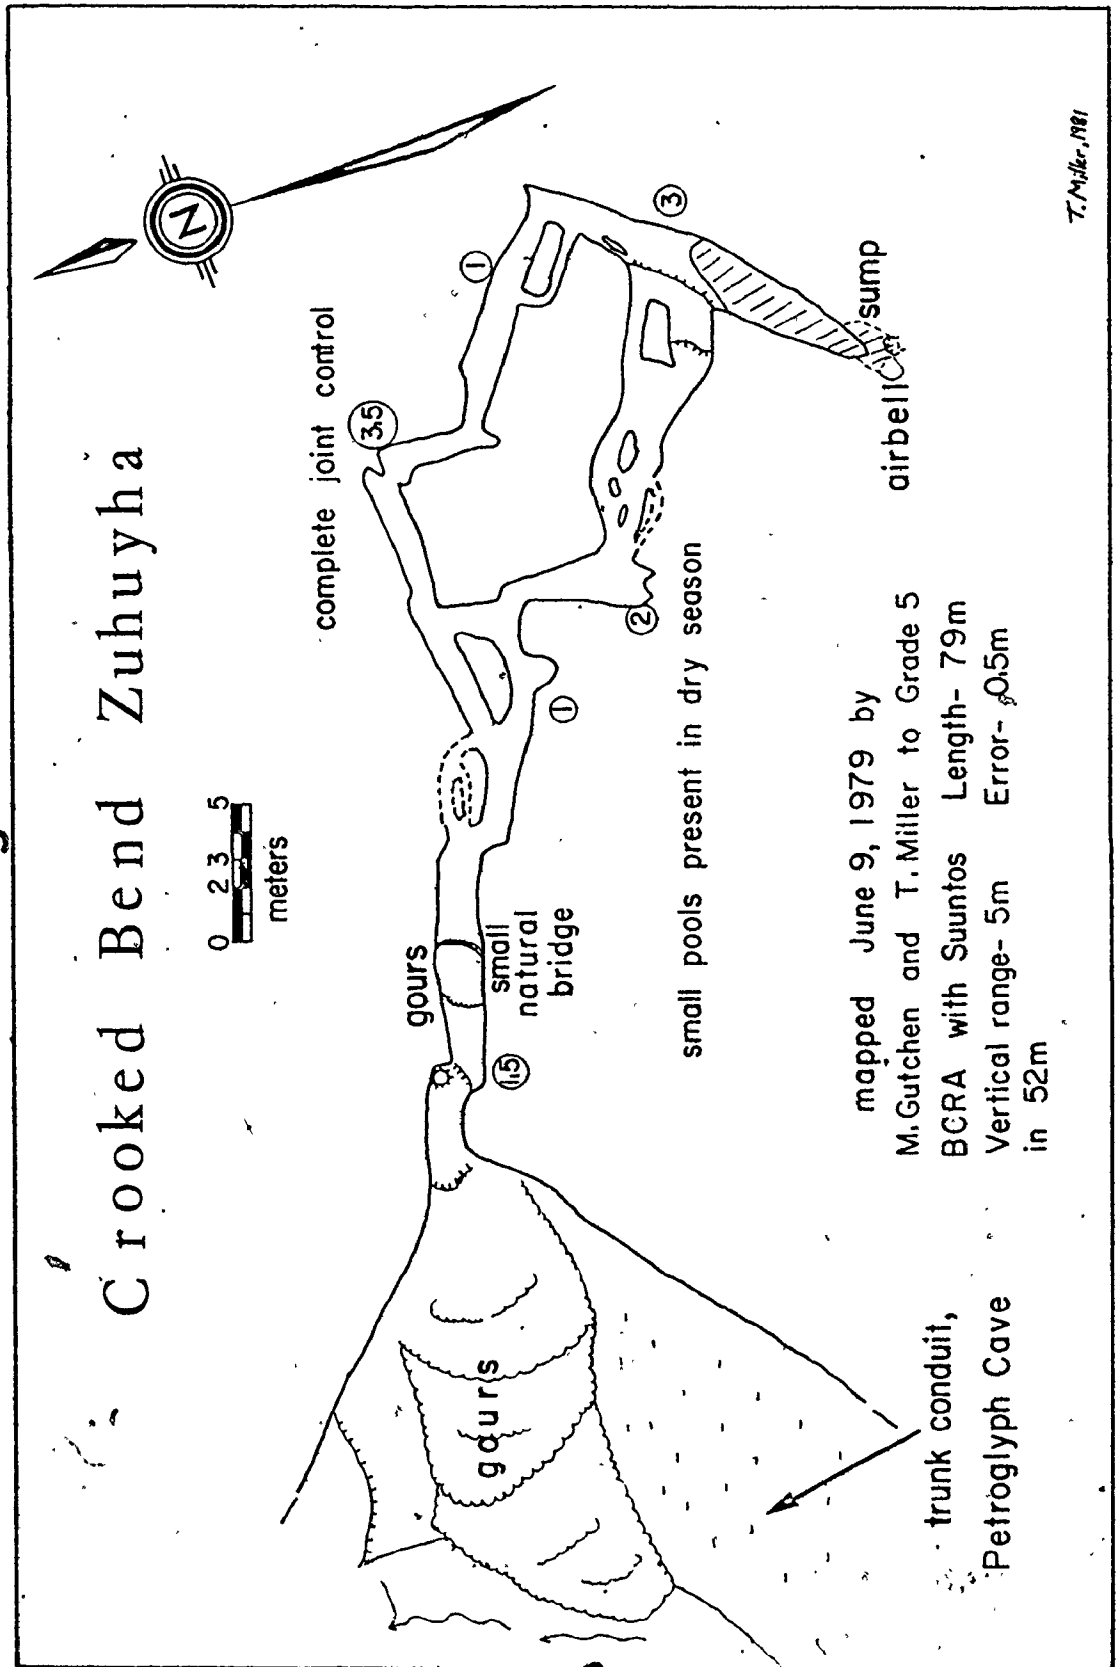 Crooked Bend Zuhuyha
0 2 3 5
meters
N
complete joint control
3.5
1
3
gours
small
natural
bridge
1.5
1
2
sump
airbell
small pools present in dry season
gours
mapped June 9, 1979 by
M. Gutchen and T. Miller to Grade 5
BCRA with Suuntos Length- 79m
Vertical range- 5m Error- 0.5m
in 52m
trunk conduit,
Petroglyph Cave
T. Miller, 1981